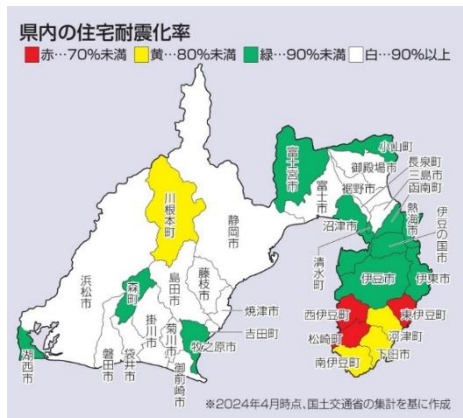 県内の住宅耐震化率
赤…70%未満 黄…80%未満 緑…90%未満 白…90%以上
小山町
富士宮市
御殿場市
長泉町
裾野市
三島市
富士市
函南町
熱海市
川根本町
沼津市
伊豆の国市
静岡市
清水町
伊豆市
伊東市
浜松市
森町
島田市
藤枝市
焼津市
西伊豆町
東伊豆町
掛川市
菊川市
吉田町
松崎町
河津町
湖西市
磐田市
袋井市
牧之原市
下田市
御前崎市
南伊豆町
※2024年4月時点、国土交通省の集計を基に作成